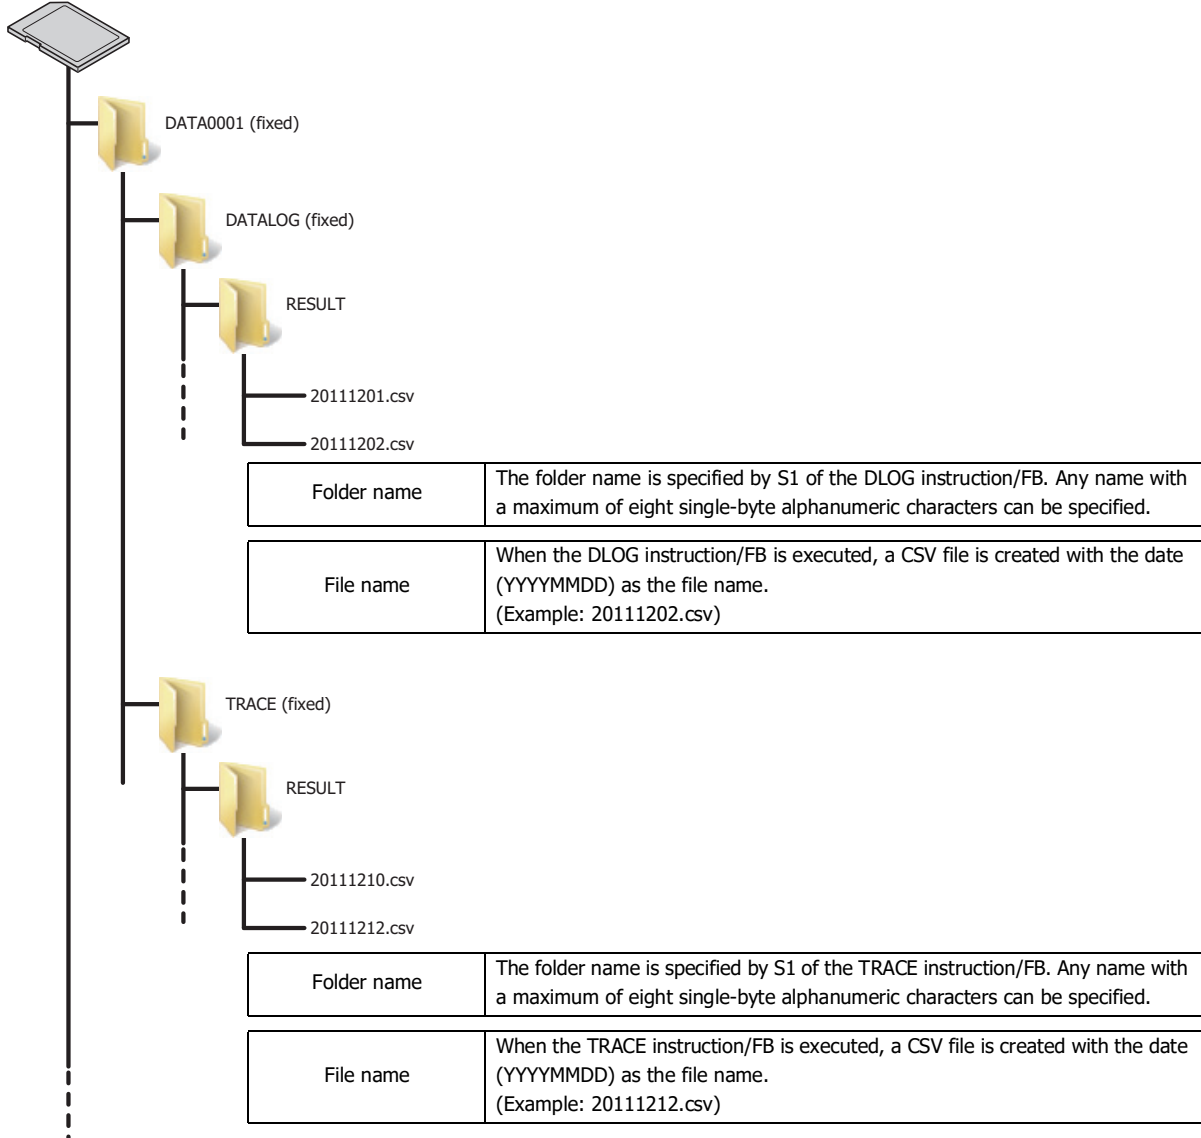 DATA0001 (fixed)
DATALOG (fixed)
RESULT
20111201.csv
20111202.csv
Folder name
The folder name is specified by S1 of the DLOG instruction/FB. Any name with
a maximum of eight single-byte alphanumeric characters can be specified.
File name
When the DLOG instruction/FB is executed, a CSV file is created with the date
(YYYYMMDD) as the file name.
(Example: 20111202.csv)
TRACE (fixed)
RESULT
20111210.csv
20111212.csv
Folder name
The folder name is specified by S1 of the TRACE instruction/FB. Any name with
a maximum of eight single-byte alphanumeric characters can be specified.
File name
When the TRACE instruction/FB is executed, a CSV file is created with the date
(YYYYMMDD) as the file name.
(Example: 20111212.csv)